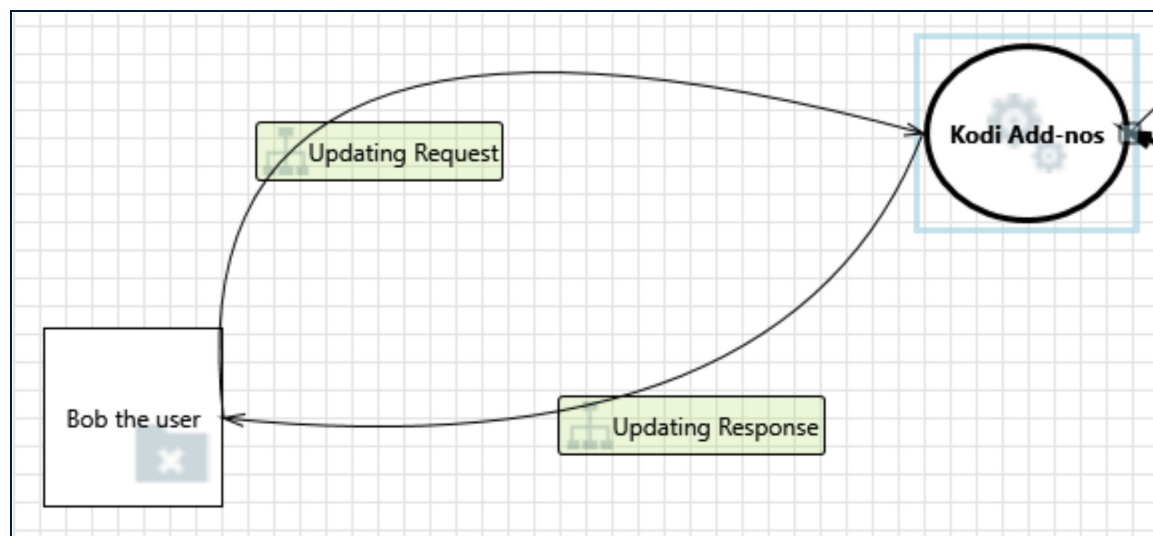 Updating Request
Kodi Add-nos
Bob the user
Updating Response